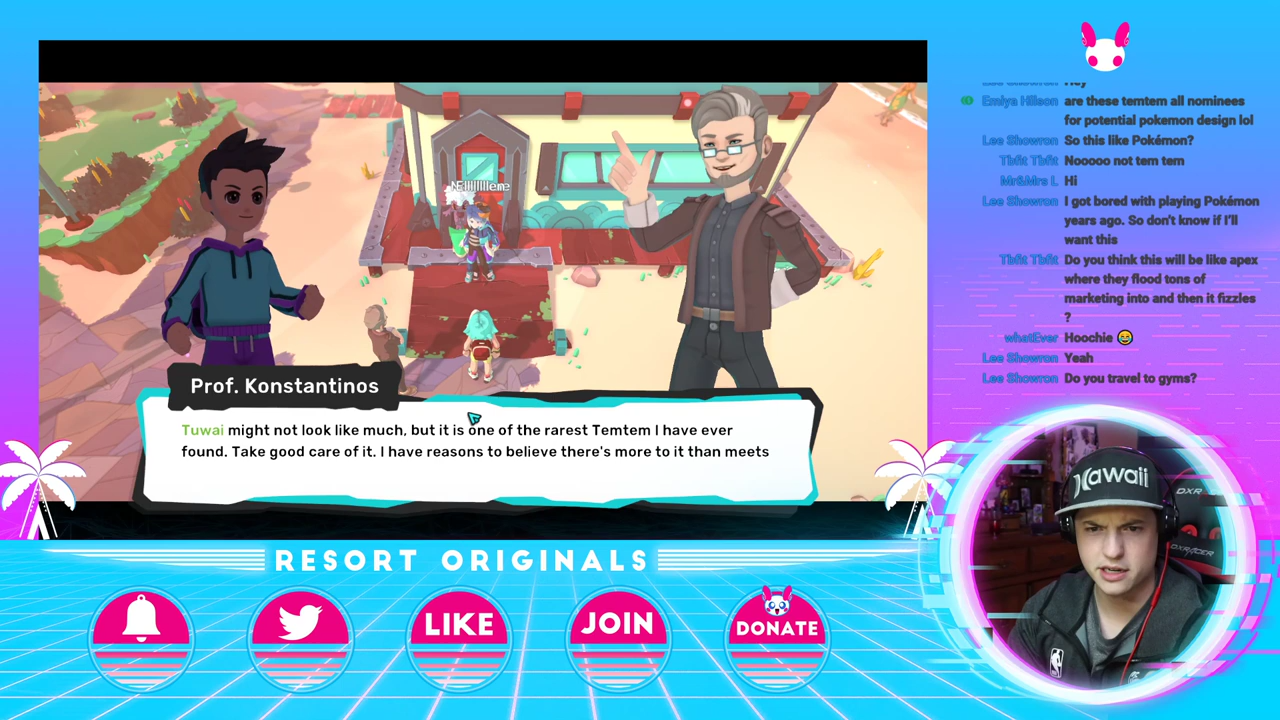 Emlya Hilson are these temtem all nominees
for potential pokemon design lol
Lee Showron So this like Pokémon?
Tbfit Tbfit Nooooo not tem tem
Mr&Mrs L Hi
Lee Showron I got bored with playing Pokémon
years ago. So don't know if I'll
want this
Tbfit Tbfit Do you think this will be like apex
where they flood tons of
marketing into and then it fizzles
?
whatEver Hoochie 😂
Lee Showron Yeah
Lee Showron Do you travel to gyms?
Prof. Konstantinos
Tuwai might not look like much, but it is one of the rarest Temtem I have ever
found. Take good care of it. I have reasons to believe there's more to it than meets
Kawaii
DXRACER
NBA
RESORT ORIGINALS
LIKE
JOIN
DONATE